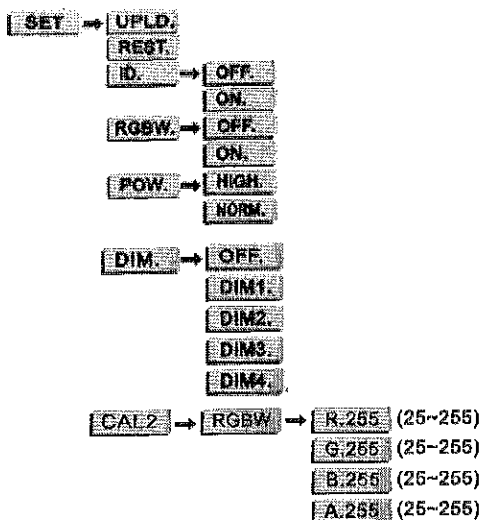 SET UPLD.
REST.
ID. OFF.
ON.
RGBW. OFF.
ON.
POW. HIGH.
NORM.
DIM. OFF.
DIM1.
DIM2.
DIM3.
DIM4.
CAL2 RGBW R.255 (25~255)
G.255 (25~255)
B.255 (25~255)
A.255 (25~255)